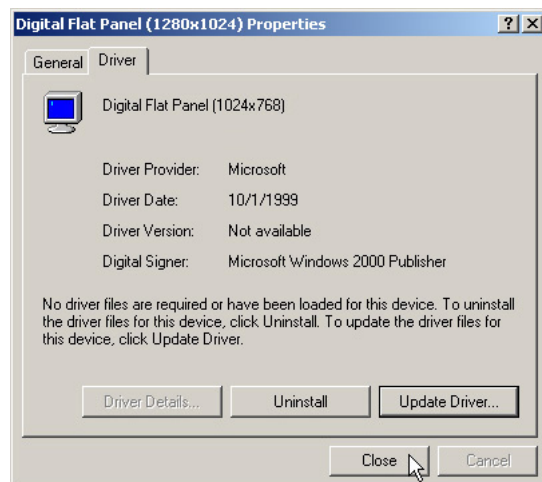 Digital Flat Panel (1280x1024) Properties
General Driver
Digital Flat Panel (1024x768)
Driver Provider: Microsoft
Driver Date: 10/1/1999
Driver Version: Not available
Digital Signer: Microsoft Windows 2000 Publisher
No driver files are required or have been loaded for this device. To uninstall
the driver files for this device, click Uninstall. To update the driver files for
this device, click Update Driver.
Driver Details... Uninstall Update Driver...
Close Cancel